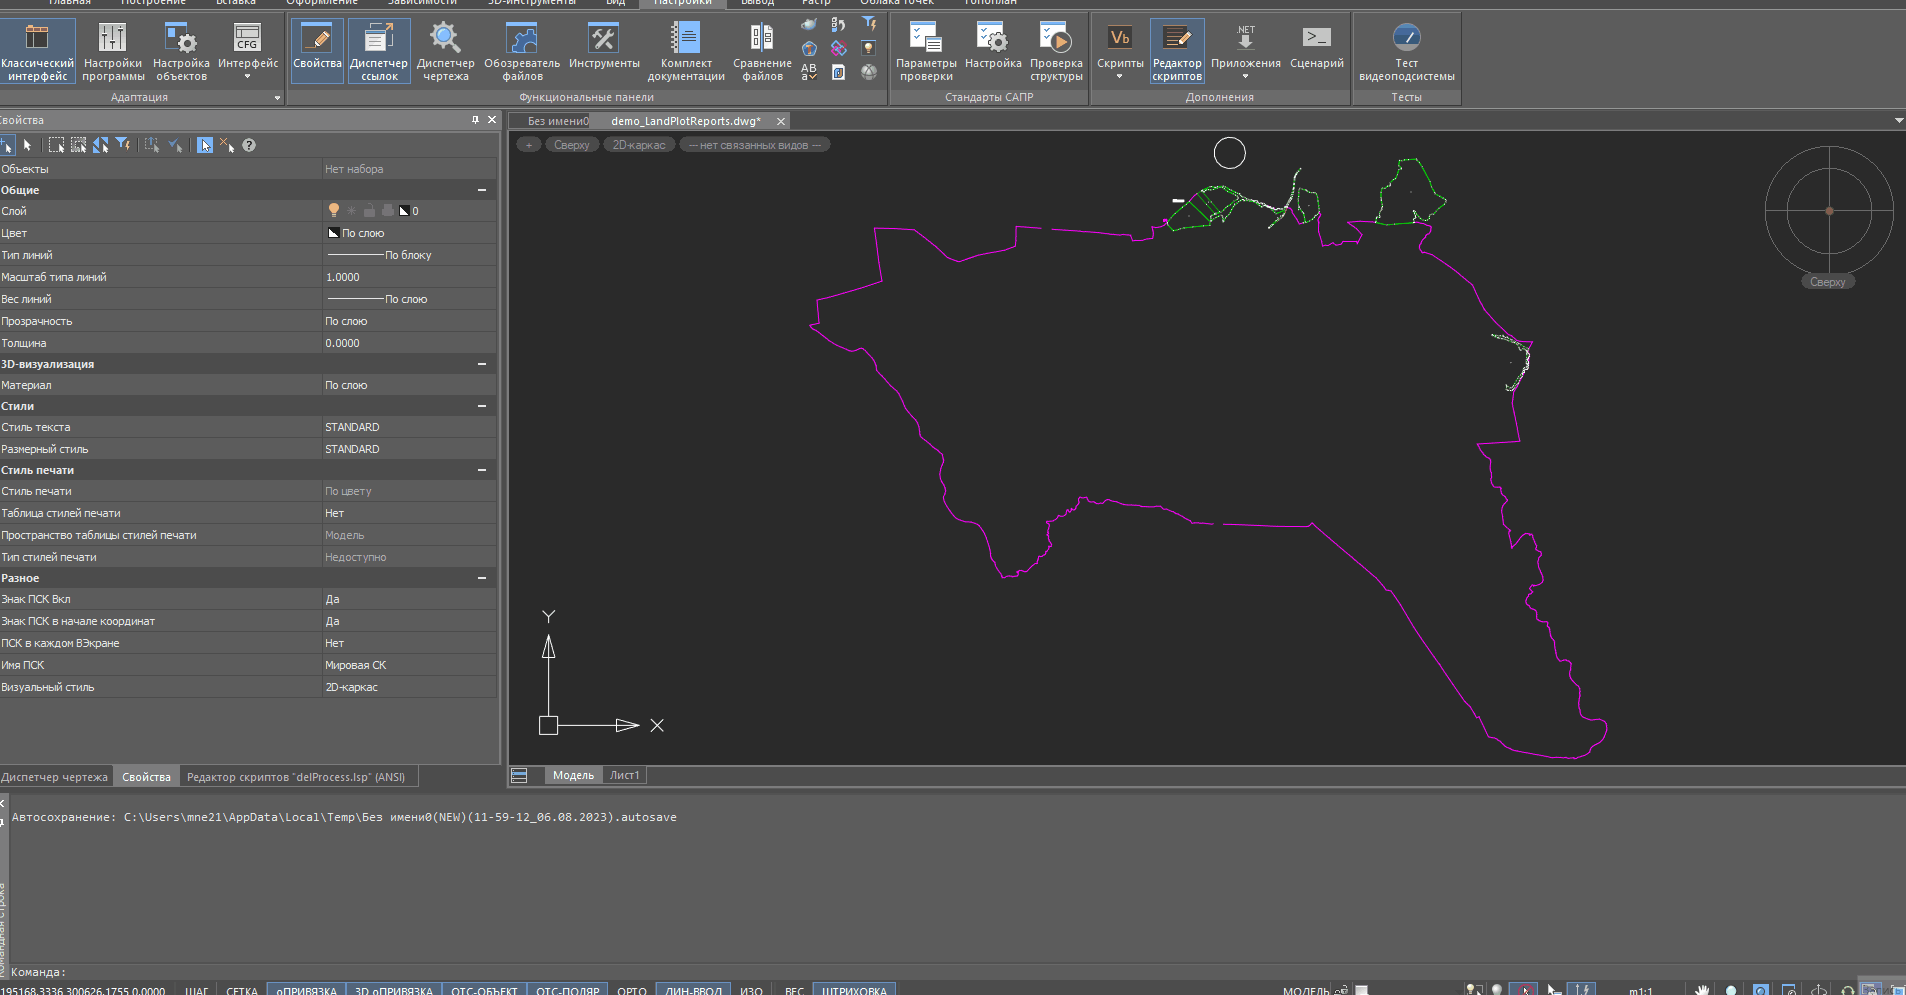 Главная Построение Вставка Оформление Зависимости 3D-инструменты Вид Настройки Вывод Растр Облака точек Топоплан
Классический интерфейс
Настройки программы
Настройка объектов
CFG
Интерфейс
Адаптация
Свойства
Диспетчер ссылок
Диспетчер чертежа
Обозреватель файлов
Инструменты
Комплект документации
Сравнение файлов
AB
Функциональные панели
Параметры проверки
Настройка
Проверка структуры
Стандарты САПР
Vb
Скрипты
Редактор скриптов
.NET
Приложения
Сценарий
Дополнения
Тест видеоподсистемы
Тесты
Свойства
Объекты Нет набора
Общие
Слой 0
Цвет По слою
Тип линий По блоку
Масштаб типа линий 1.0000
Вес линий По слою
Прозрачность По слою
Толщина 0.0000
3D-визуализация
Материал По слою
Стили
Стиль текста STANDARD
Размерный стиль STANDARD
Стиль печати
Стиль печати По цвету
Таблица стилей печати Нет
Пространство таблицы стилей печати Модель
Тип стилей печати Недоступно
Разное
Знак ПСК Вкл Да
Знак ПСК в начале координат Да
ПСК в каждом ВЭкране Нет
Имя ПСК Мировая СК
Визуальный стиль 2D-каркас
Диспетчер чертежа Свойства Редактор скриптов "delProcess.lsp" (ANSI)
Без имени0 demo_LandPlotReports.dwg*
+ Сверху 2D-каркас --- нет связанных видов ---
Сверху
Y
X
Модель Лист1
Автосохранение: C:\Users\mne21\AppData\Local\Temp\Без имени0(NEW)(11-59-12_06.08.2023).autosave
Командная строка
Команда:
195168.3336,300626.1755,0.0000 ШАГ СЕТКА оПРИВЯЗКА 3D оПРИВЯЗКА ОТС-ОБЪЕКТ ОТС-ПОЛЯР ОРТО ДИН-ВВОД ИЗО ВЕС ШТРИХОВКА МОДЕЛЬ m1:1